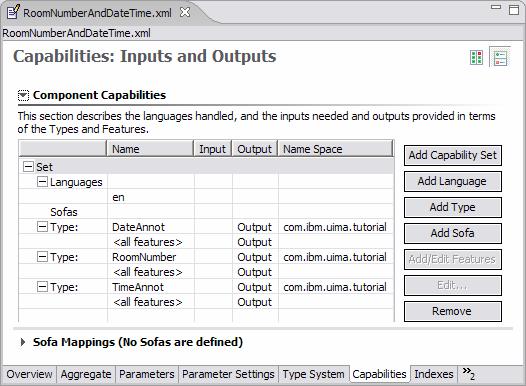 RoomNumberAndDateTime.xml
RoomNumberAndDateTime.xml
Capabilities: Inputs and Outputs
Component Capabilities
This section describes the languages handled, and the inputs needed and outputs provided in terms
of the Types and Features.
Name Input Output Name Space
Set
Languages
en
Sofas
Type: DateAnnot Output com.ibm.uima.tutorial
<all features> Output
Type: RoomNumber Output com.ibm.uima.tutorial
<all features> Output
Type: TimeAnnot Output com.ibm.uima.tutorial
<all features> Output
Add Capability Set
Add Language
Add Type
Add Sofa
Add/Edit Features
Edit...
Remove
Sofa Mappings (No Sofas are defined)
Overview Aggregate Parameters Parameter Settings Type System Capabilities Indexes »2